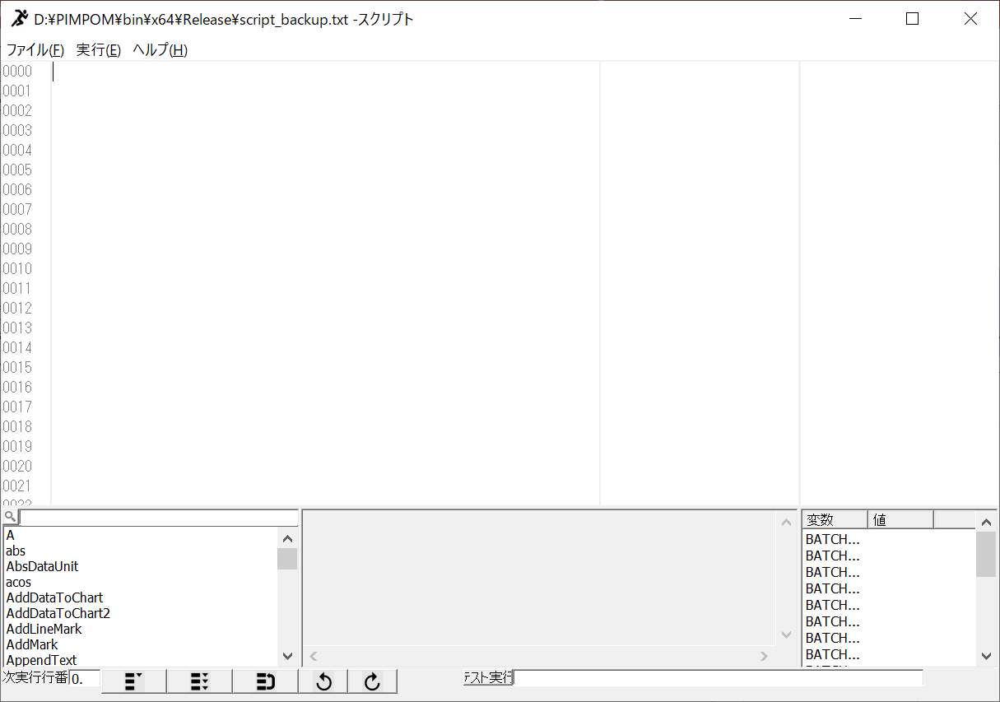 D:¥PIMPOM¥bin¥x64¥Release¥script_backup.txt -スクリプト
ファイル(F) 実行(E) ヘルプ(H)
0000
0001
0002
0003
0004
0005
0006
0007
0008
0009
0010
0011
0012
0013
0014
0015
0016
0017
0018
0019
0020
0021
A
abs
AbsDataUnit
acos
AddDataToChart
AddDataToChart2
AddLineMark
AddMark
AppendText
変数 値
BATCH...
BATCH...
BATCH...
BATCH...
BATCH...
BATCH...
BATCH...
BATCH...
次実行行番 0.
テスト実行